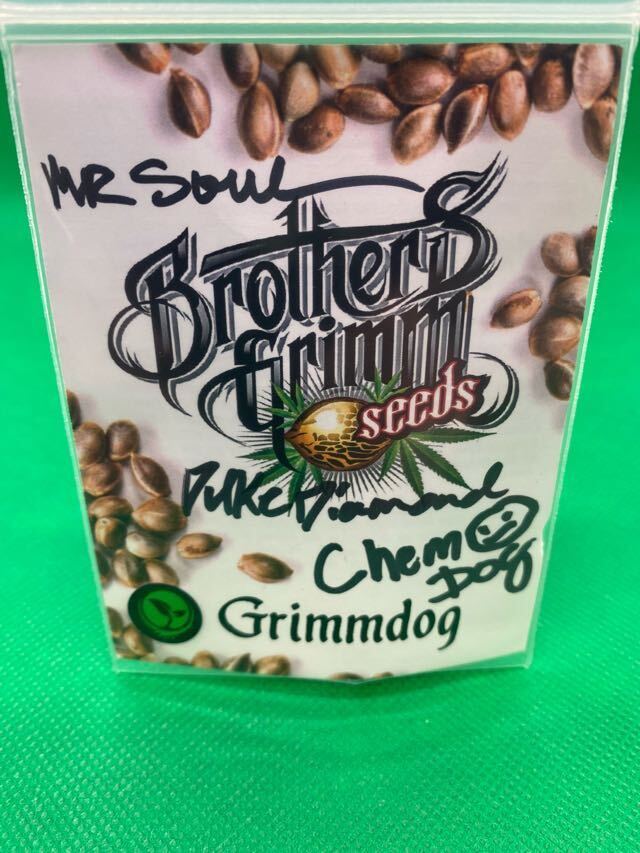 MR Soul
Brothers
Grimm
seeds
Duke Diamond
Chem
Dog
Grimmdog